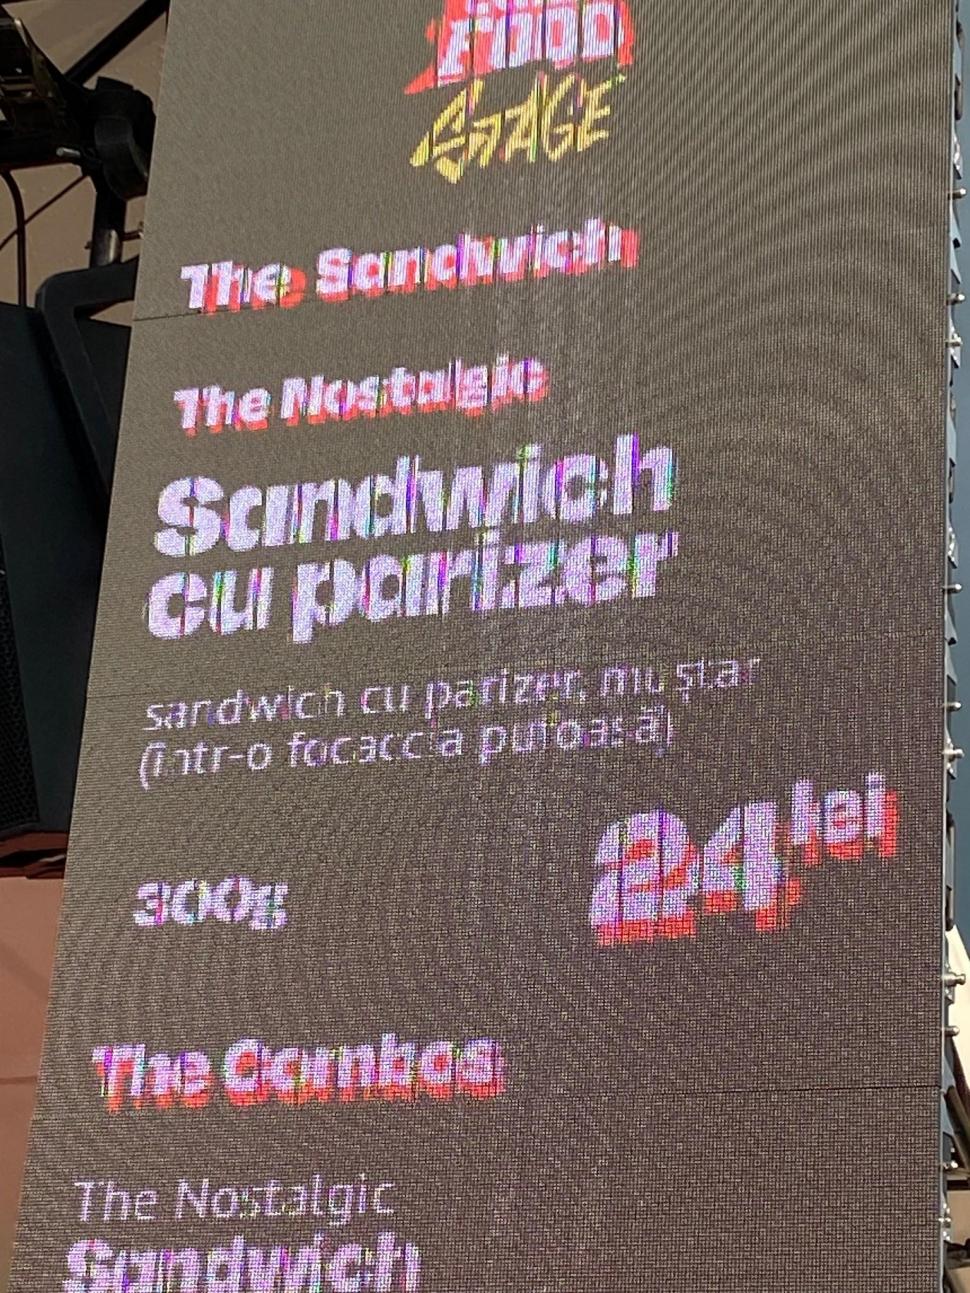 FOOD
STAGE
The Sandwich
The Nostalgic
Sandwich
cu parizer
sandwich cu parizer, muștar
(într-o focaccia pufoasă)
24 lei
300g
The Combos
The Nostalgic
Sandwich